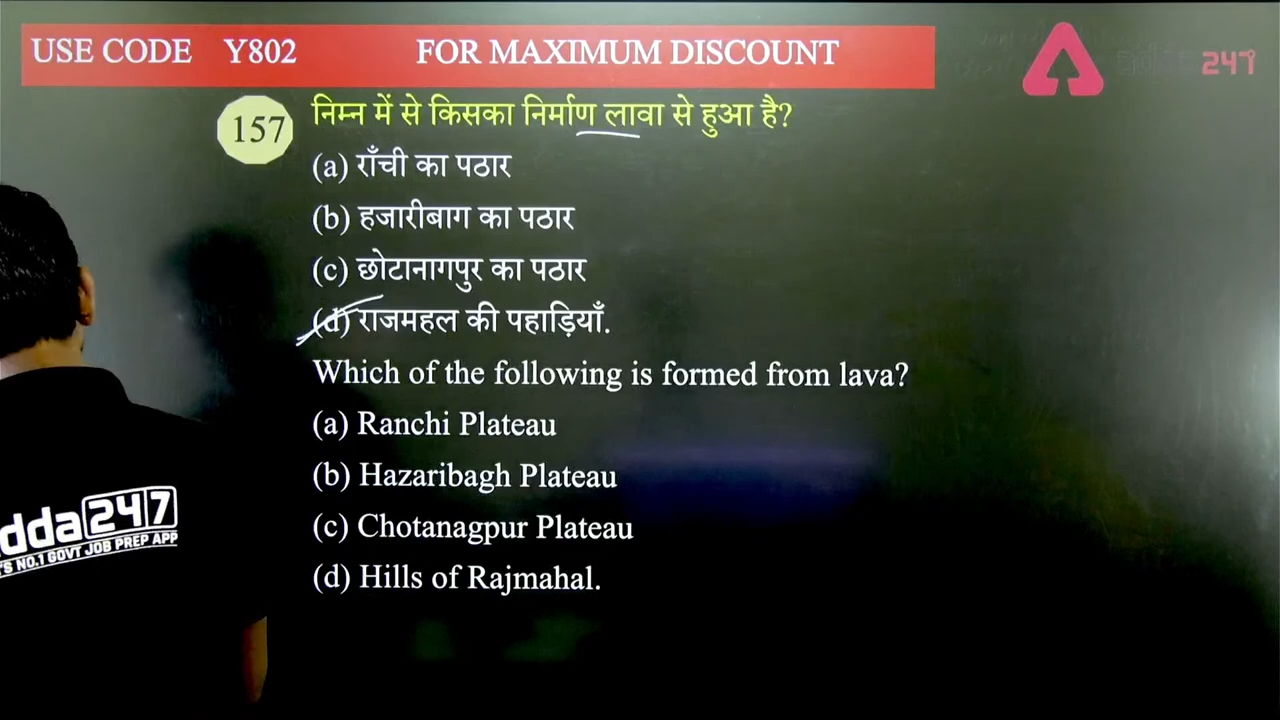 USE CODE Y802 FOR MAXIMUM DISCOUNT
247
157
निम्न में से किसका निर्माण लावा से हुआ है?
(a) राँची का पठार
(b) हजारीबाग का पठार
(c) छोटानागपुर का पठार
(d) राजमहल की पहाड़ियाँ.
Which of the following is formed from lava?
(a) Ranchi Plateau
(b) Hazaribagh Plateau
(c) Chotanagpur Plateau
(d) Hills of Rajmahal.
dda247
'S NO.1 GOVT JOB PREP APP